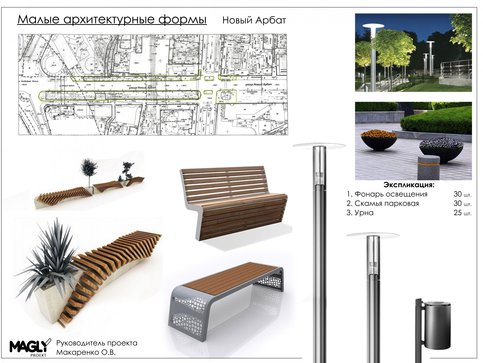 Малые архитектурные формы Новый Арбат
Экспликация:
1. Фонарь освещения 30 шт.
2. Скамья парковая 30 шт.
3. Урна 25 шт.
MAGLY
PROJEKT
Руководитель проекта
Макаренко О.В.